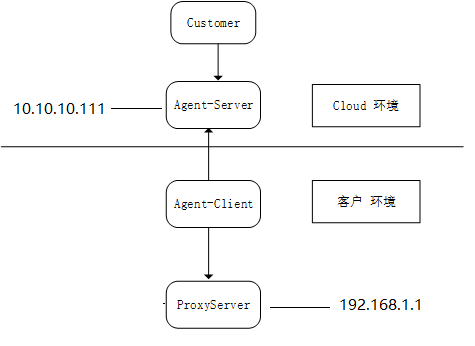 Customer
Agent-Server
10.10.10.111
Cloud 环境
Agent-Client
客户 环境
ProxyServer
192.168.1.1